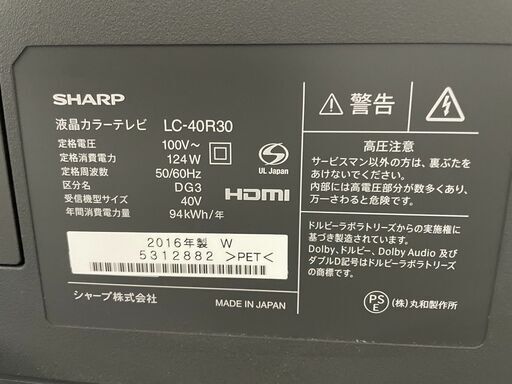 SHARP
液晶カラーテレビ LC-40R30
定格電圧 100V～
定格消費電力 124W
定格周波数 50/60Hz
区分名 DG3
受信機型サイズ 40V
年間消費電力量 94kWh/年
UL Japan
HDMI
2016年製 W
5312882 >PET<
シャープ株式会社
MADE IN JAPAN
警告
高圧注意
サービスマン以外の方は、裏ぶたを
あけないでください。
内部には高電圧部分が数多くあり、
万一さわると危険です。
ドルビーラボラトリーズからの実施権に
基づき製造されています。
Dolby、ドルビー、Dolby Audio 及び
ダブルD記号はドルビーラボラトリーズ
の商標です。
PSE (株)丸和製作所